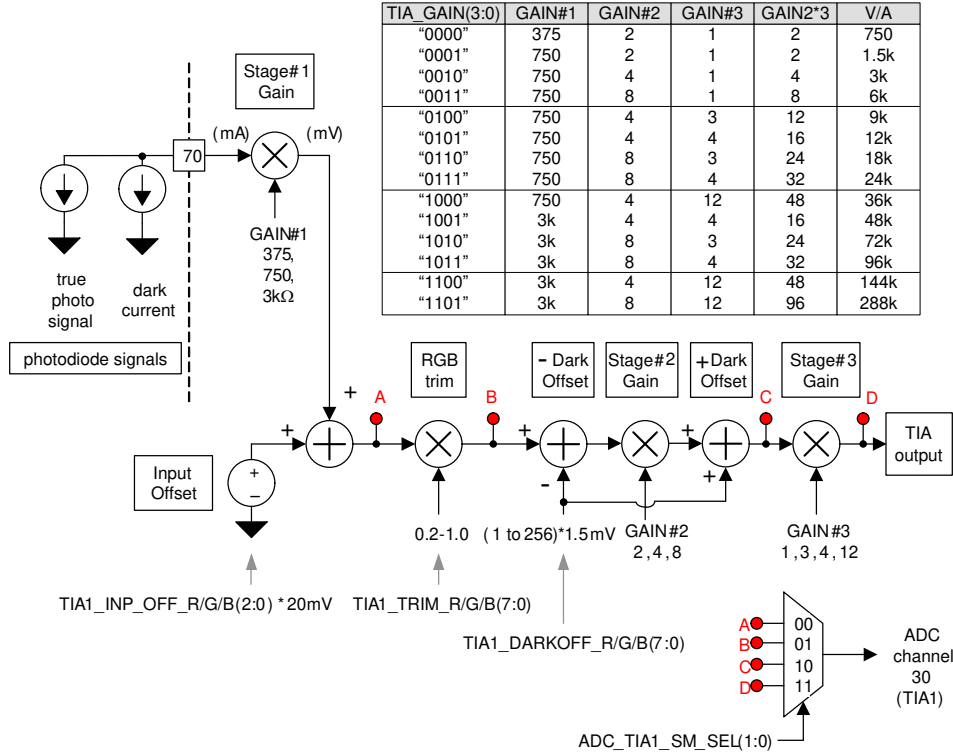 TIA_GAIN(3:0) GAIN#1 GAIN#2 GAIN#3 GAIN2*3 V/A
“0000” 375 2 1 2 750
“0001” 750 2 1 2 1.5k
“0010” 750 4 1 4 3k
“0011” 750 8 1 8 6k
“0100” 750 4 3 12 9k
“0101” 750 4 4 16 12k
“0110” 750 8 3 24 18k
“0111” 750 8 4 32 24k
“1000” 750 4 12 48 36k
“1001” 3k 4 4 16 48k
“1010” 3k 8 3 24 72k
“1011” 3k 8 4 32 96k
“1100” 3k 4 12 48 144k
“1101” 3k 8 12 96 288k
Stage#1
Gain
(mA)
(mV)
70
GAIN#1
375,
750,
3kΩ
true
photo
signal
dark
current
photodiode signals
RGB
trim
- Dark
Offset
Stage#2
Gain
+Dark
Offset
Stage#3
Gain
A
B
C
D
+
+
+
-
+
+
TIA
output
Input
Offset
+
-
0.2-1.0
(1 to 256)*1.5mV
GAIN#2
2,4,8
GAIN#3
1,3,4,12
TIA1_INP_OFF_R/G/B(2:0) *20mV
TIA1_TRIM_R/G/B(7:0)
TIA1_DARKOFF_R/G/B(7:0)
A 00
B 01
C 10
D 11
ADC
channel
30
(TIA1)
ADC_TIA1_SM_SEL(1:0)